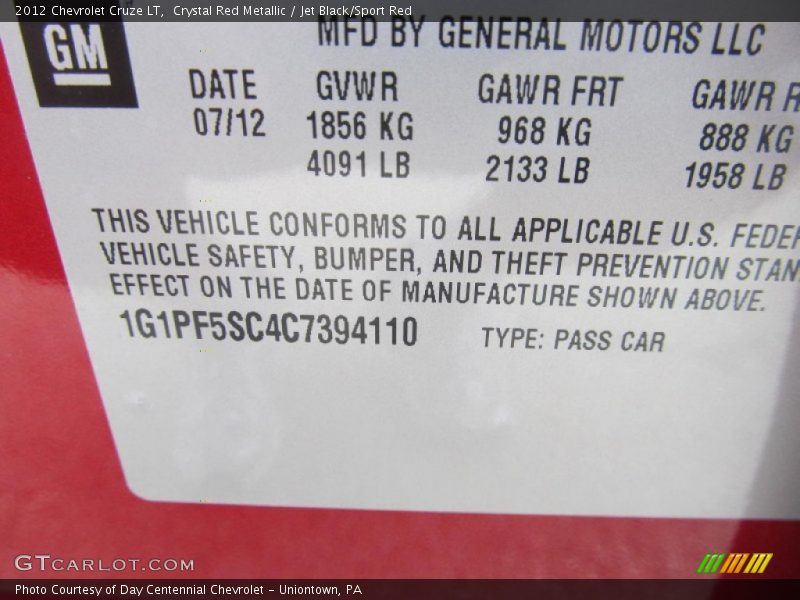 2012 Chevrolet Cruze LT,  Crystal Red Metallic / Jet Black/Sport Red
GM
MFD BY GENERAL MOTORS LLC
DATE GVWR GAWR FRT GAWR R
07/12 1856 KG 968 KG 888 KG
4091 LB 2133 LB 1958 LB
THIS VEHICLE CONFORMS TO ALL APPLICABLE U.S. FEDER
VEHICLE SAFETY, BUMPER, AND THEFT PREVENTION STAN
EFFECT ON THE DATE OF MANUFACTURE SHOWN ABOVE.
1G1PF5SC4C7394110 TYPE: PASS CAR
GTCARLOT.COM
Photo Courtesy of Day Centennial Chevrolet - Uniontown, PA